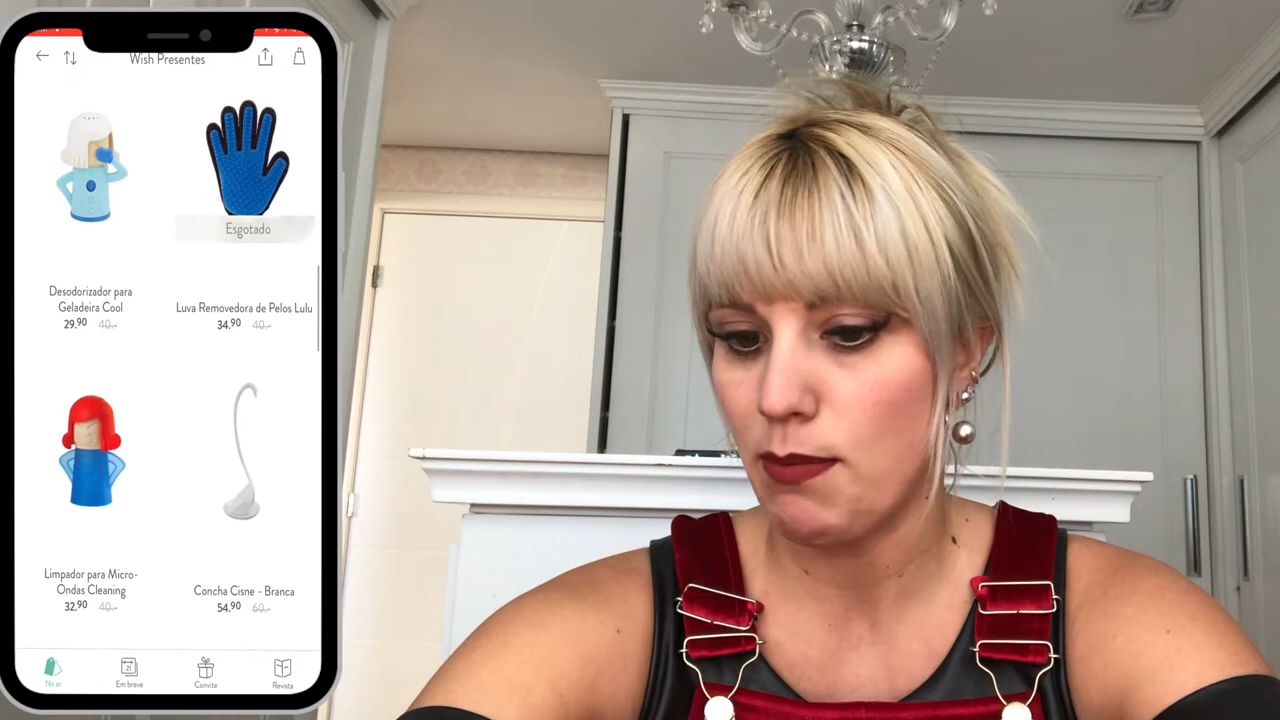 Wish Presentes
Esgotado
Desodorizador para
Geladeira Cool
29,90 40,-
Luva Removedora de Pelos Lulu
34,90 40,-
Limpador para Micro-
Ondas Cleaning
32,90 40,-
Concha Cisne - Branca
54,90 60,-
No ar
21
Em breve
Convite
Revista